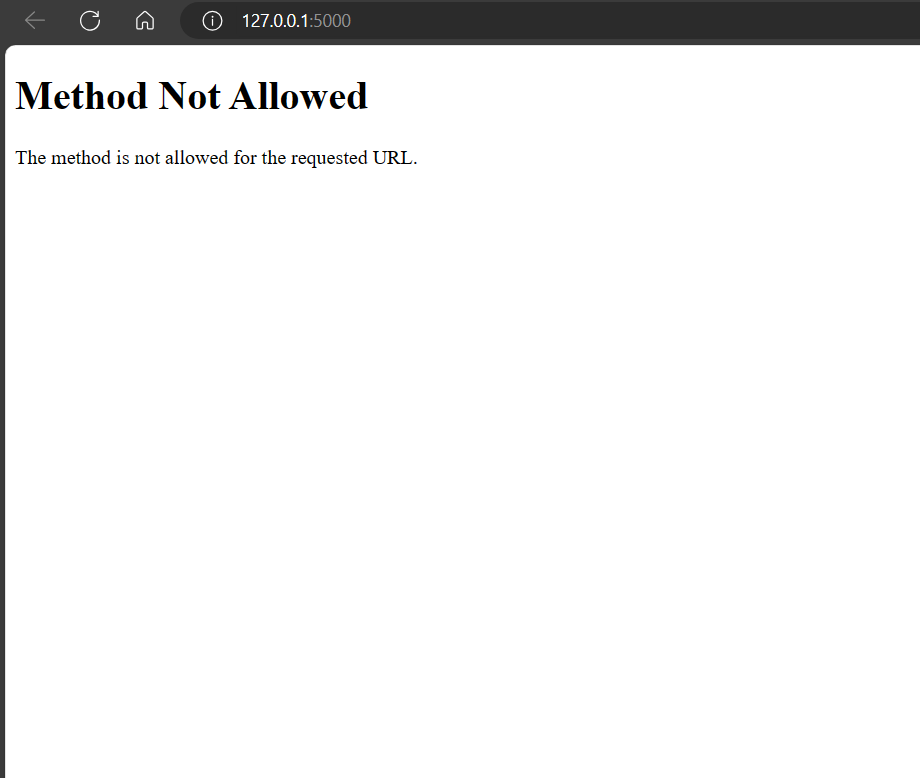 127.0.0.1:5000
Method Not Allowed
The method is not allowed for the requested URL.